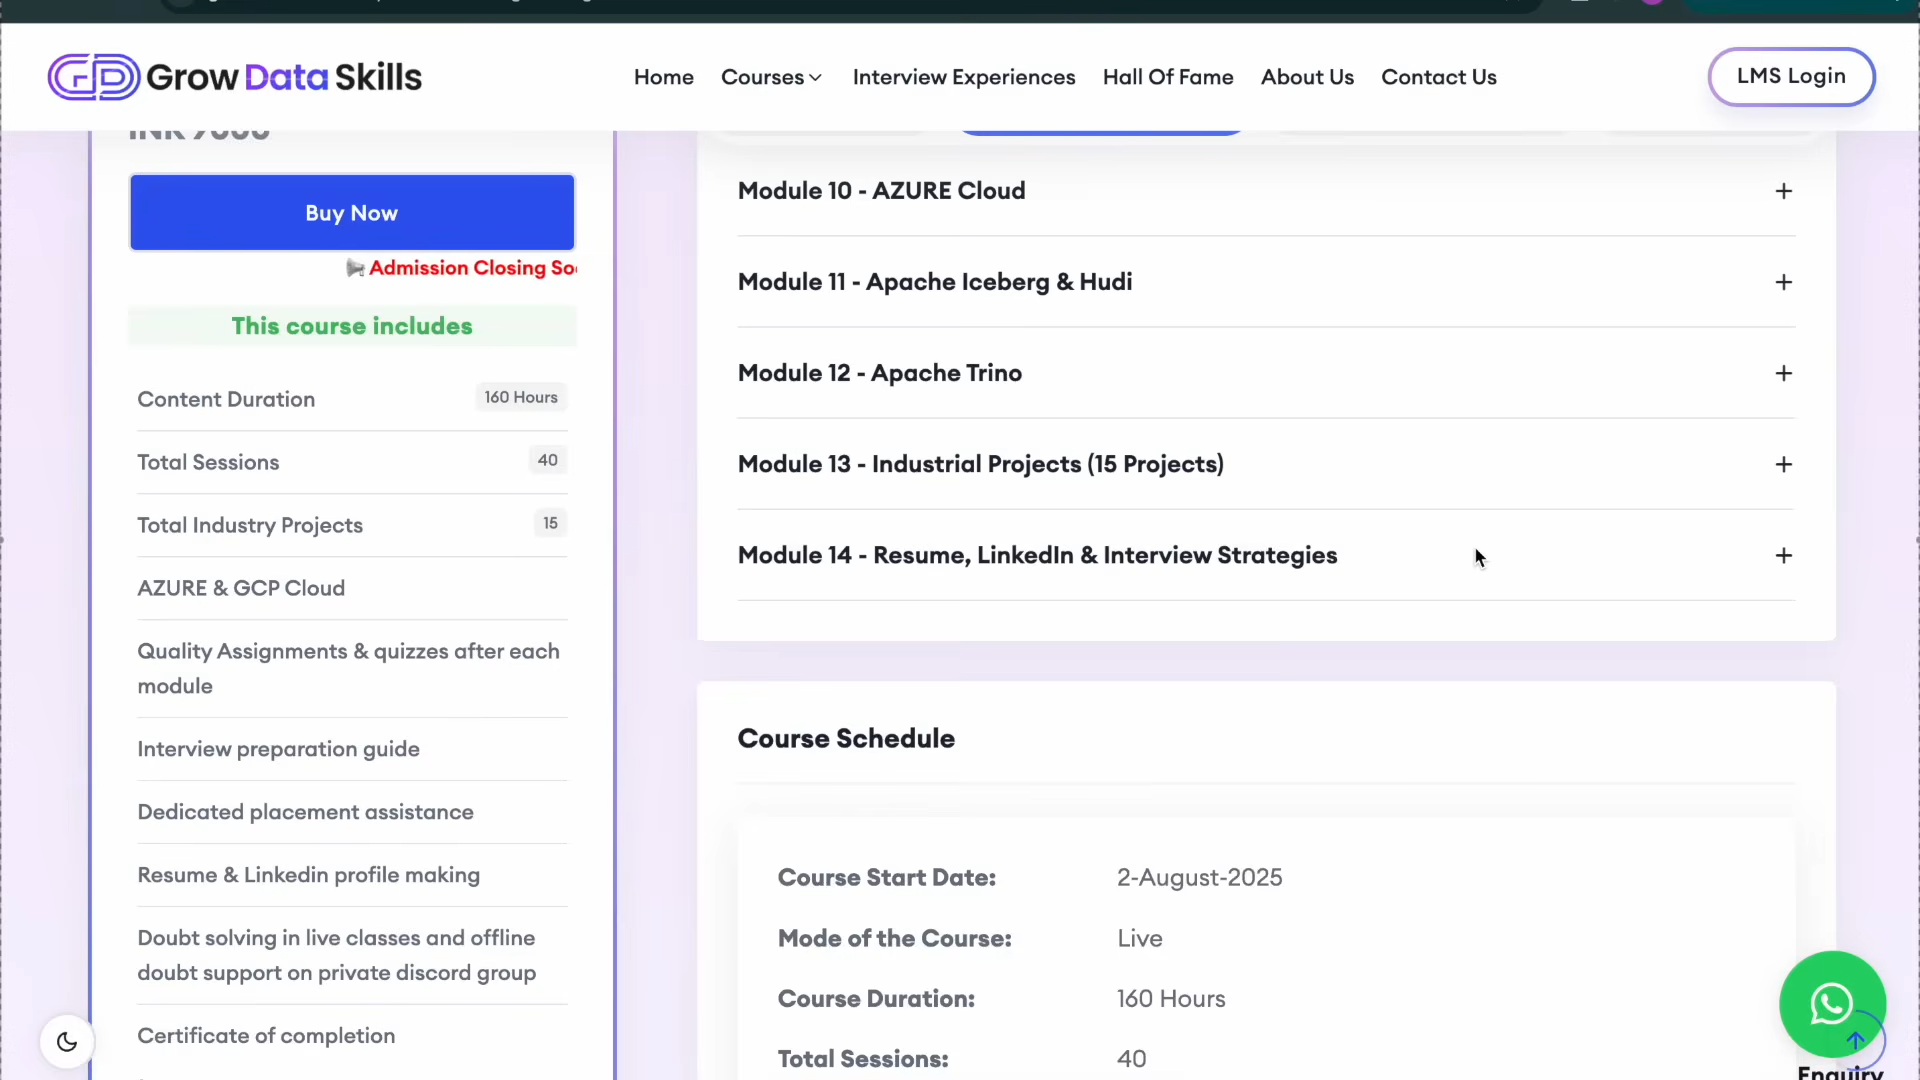 Grow Data Skills
Home
Courses
Interview Experiences
Hall Of Fame
About Us
Contact Us
LMS Login
INR
Buy Now
Admission Closing So
This course includes
Content Duration
160 Hours
Total Sessions
40
Total Industry Projects
15
AZURE & GCP Cloud
Quality Assignments & quizzes after each
module
Interview preparation guide
Dedicated placement assistance
Resume & Linkedin profile making
Doubt solving in live classes and offline
doubt support on private discord group
Certificate of completion
Module 10 - AZURE Cloud
Module 11 - Apache Iceberg & Hudi
Module 12 - Apache Trino
Module 13 - Industrial Projects (15 Projects)
Module 14 - Resume, LinkedIn & Interview Strategies
Course Schedule
Course Start Date: 2-August-2025
Mode of the Course: Live
Course Duration: 160 Hours
Total Sessions: 40
Enquiry